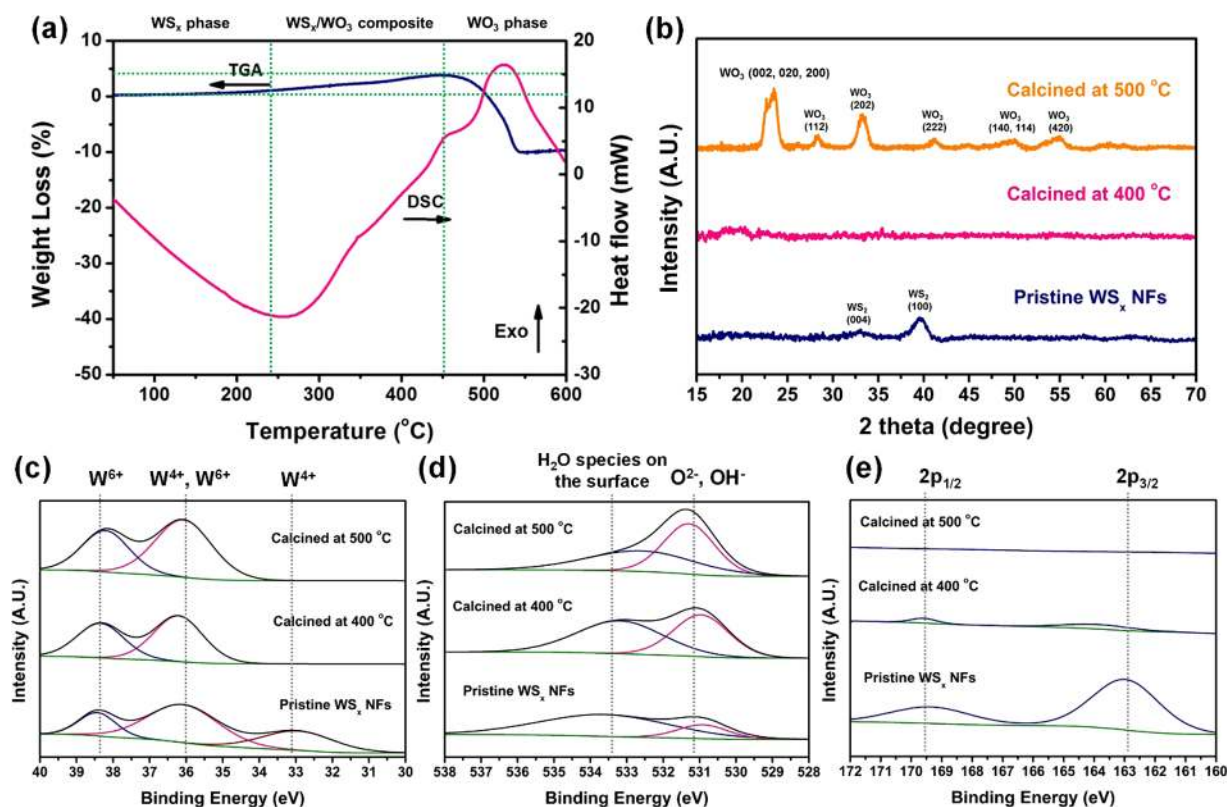 (a)
WSx phase
WSx/WO3 composite
WO3 phase
TGA
DSC
Exo
10
0
-10
-20
-30
-40
-50
Weight Loss (%)
20
10
0
-10
-20
-30
Heat flow (mW)
100 200 300 400 500 600
Temperature (°C)
(b)
WO3 (002, 020, 200)
WO3
(112)
WO3
(202)
WO3
(222)
WO3
(140, 114)
WO3
(420)
Calcined at 500 °C
Calcined at 400 °C
Pristine WSx NFs
WS2
(004)
WS2
(100)
Intensity (A.U.)
15 20 25 30 35 40 45 50 55 60 65 70
2 theta (degree)
(c)
W6+
W4+, W6+
W4+
Calcined at 500 °C
Calcined at 400 °C
Pristine WSx NFs
Intensity (A.U.)
40 39 38 37 36 35 34 33 32 31 30
Binding Energy (eV)
(d)
H2O species on
the surface
O2-, OH-
Calcined at 500 °C
Calcined at 400 °C
Pristine WSx NFs
Intensity (A.U.)
538 537 536 535 534 533 532 531 530 529 528
Binding Energy (eV)
(e)
2p1/2
2p3/2
Calcined at 500 °C
Calcined at 400 °C
Pristine WSx NFs
Intensity (A.U.)
172 171 170 169 168 167 166 165 164 163 162 161 160
Binding Energy (eV)